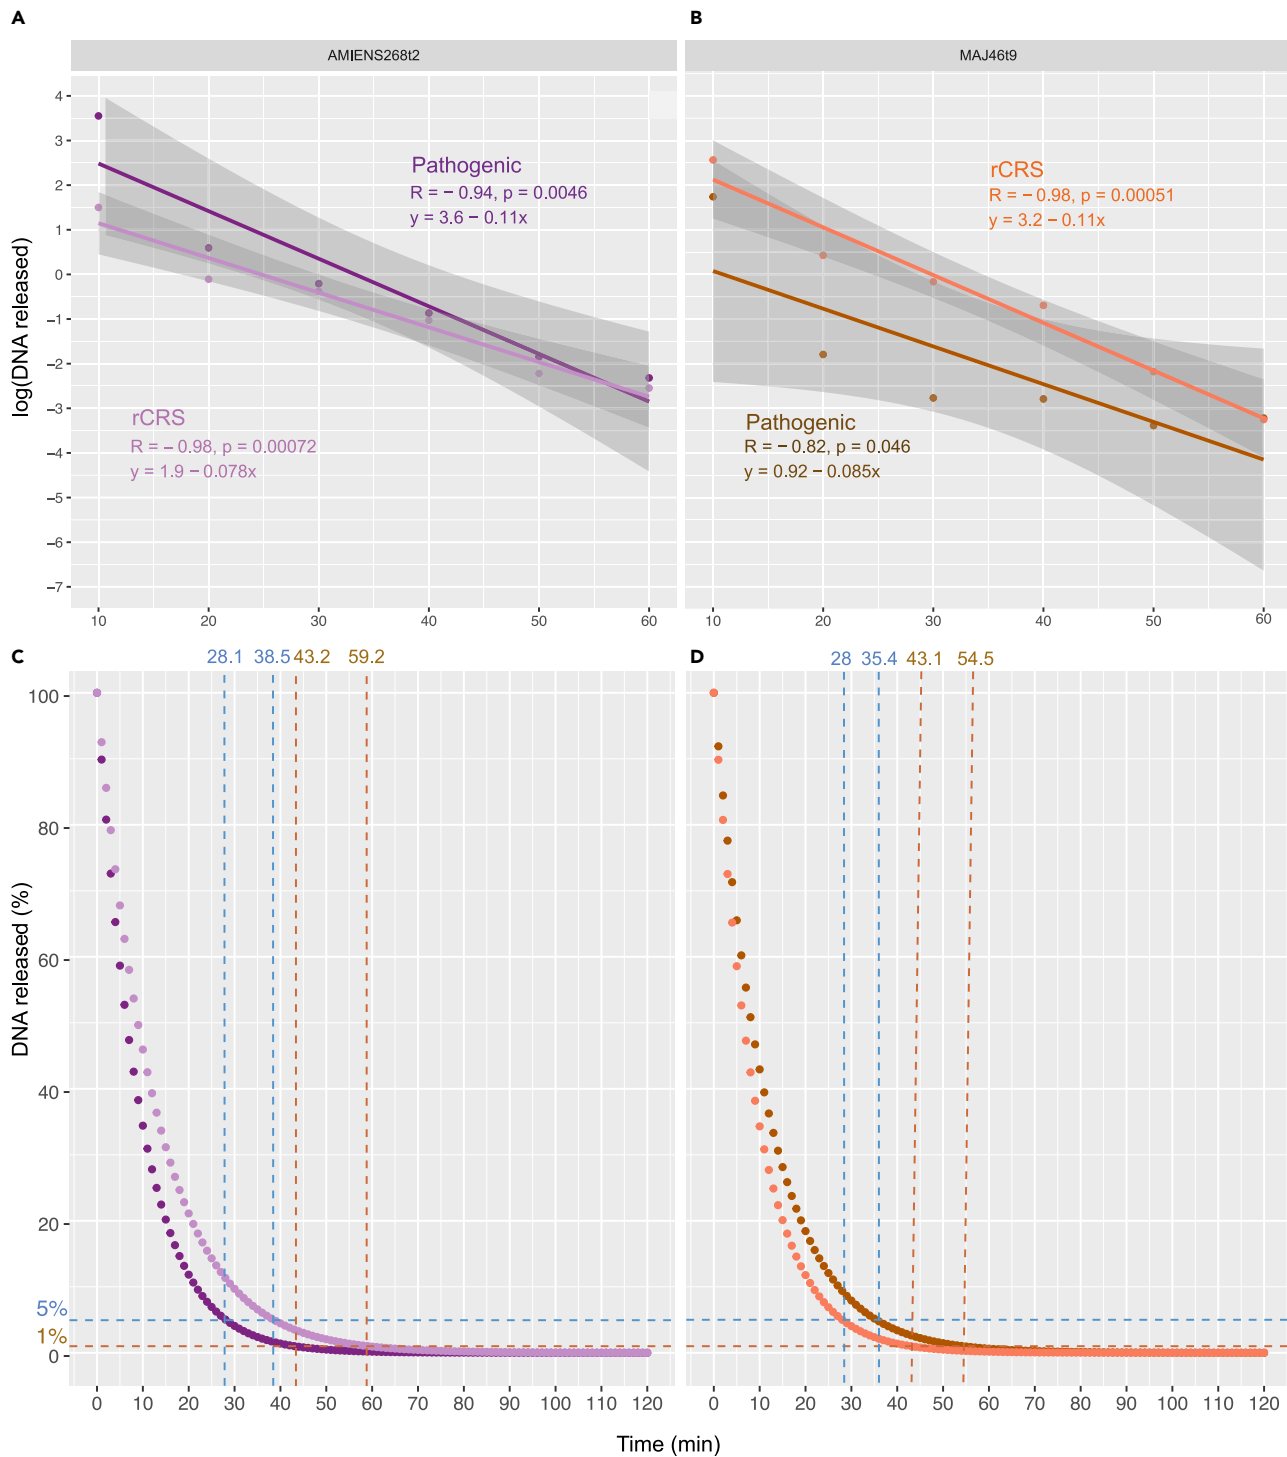 A
B
AMIENS268t2
MAJ46t9
log(DNA released)
4
3
2
1
0
−1
−2
−3
−4
−5
−6
−7
Pathogenic
R = − 0.94, p = 0.0046
y = 3.6 − 0.11x
rCRS
R = − 0.98, p = 0.00072
y = 1.9 − 0.078x
rCRS
R = − 0.98, p = 0.00051
y = 3.2 − 0.11x
Pathogenic
R = − 0.82, p = 0.046
y = 0.92 − 0.085x
10 20 30 40 50 60
10 20 30 40 50 60
C
28.1 38.5 43.2 59.2
D
28 35.4 43.1 54.5
DNA released (%)
100
80
60
40
20
5%
1%
0
0 10 20 30 40 50 60 70 80 90 100 110 120
0 10 20 30 40 50 60 70 80 90 100 110 120
Time (min)